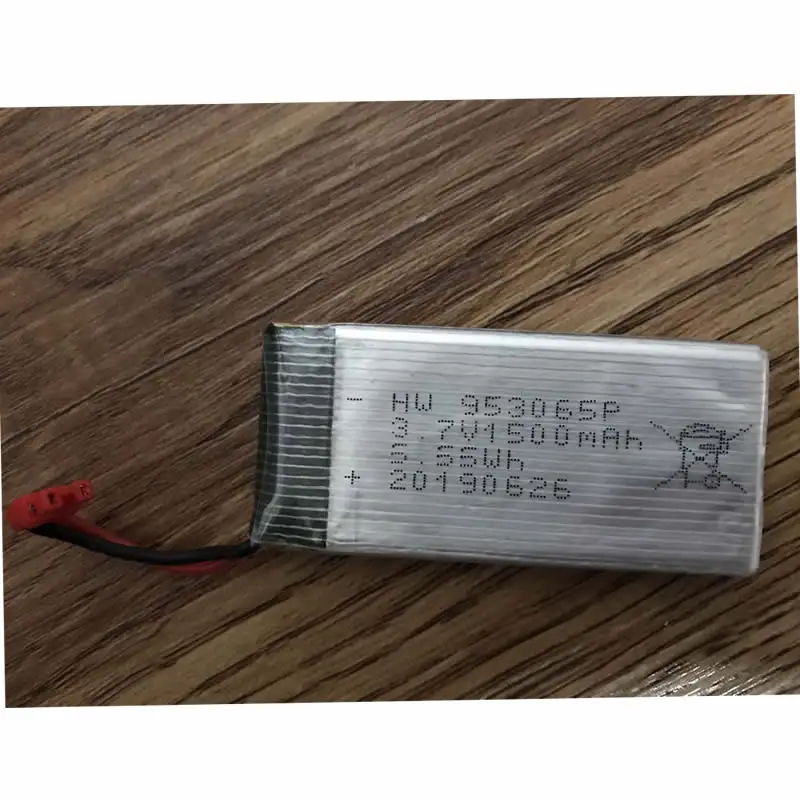 - HW 953065P
3.7V1500mAh
5.55Wh
+ 20190626